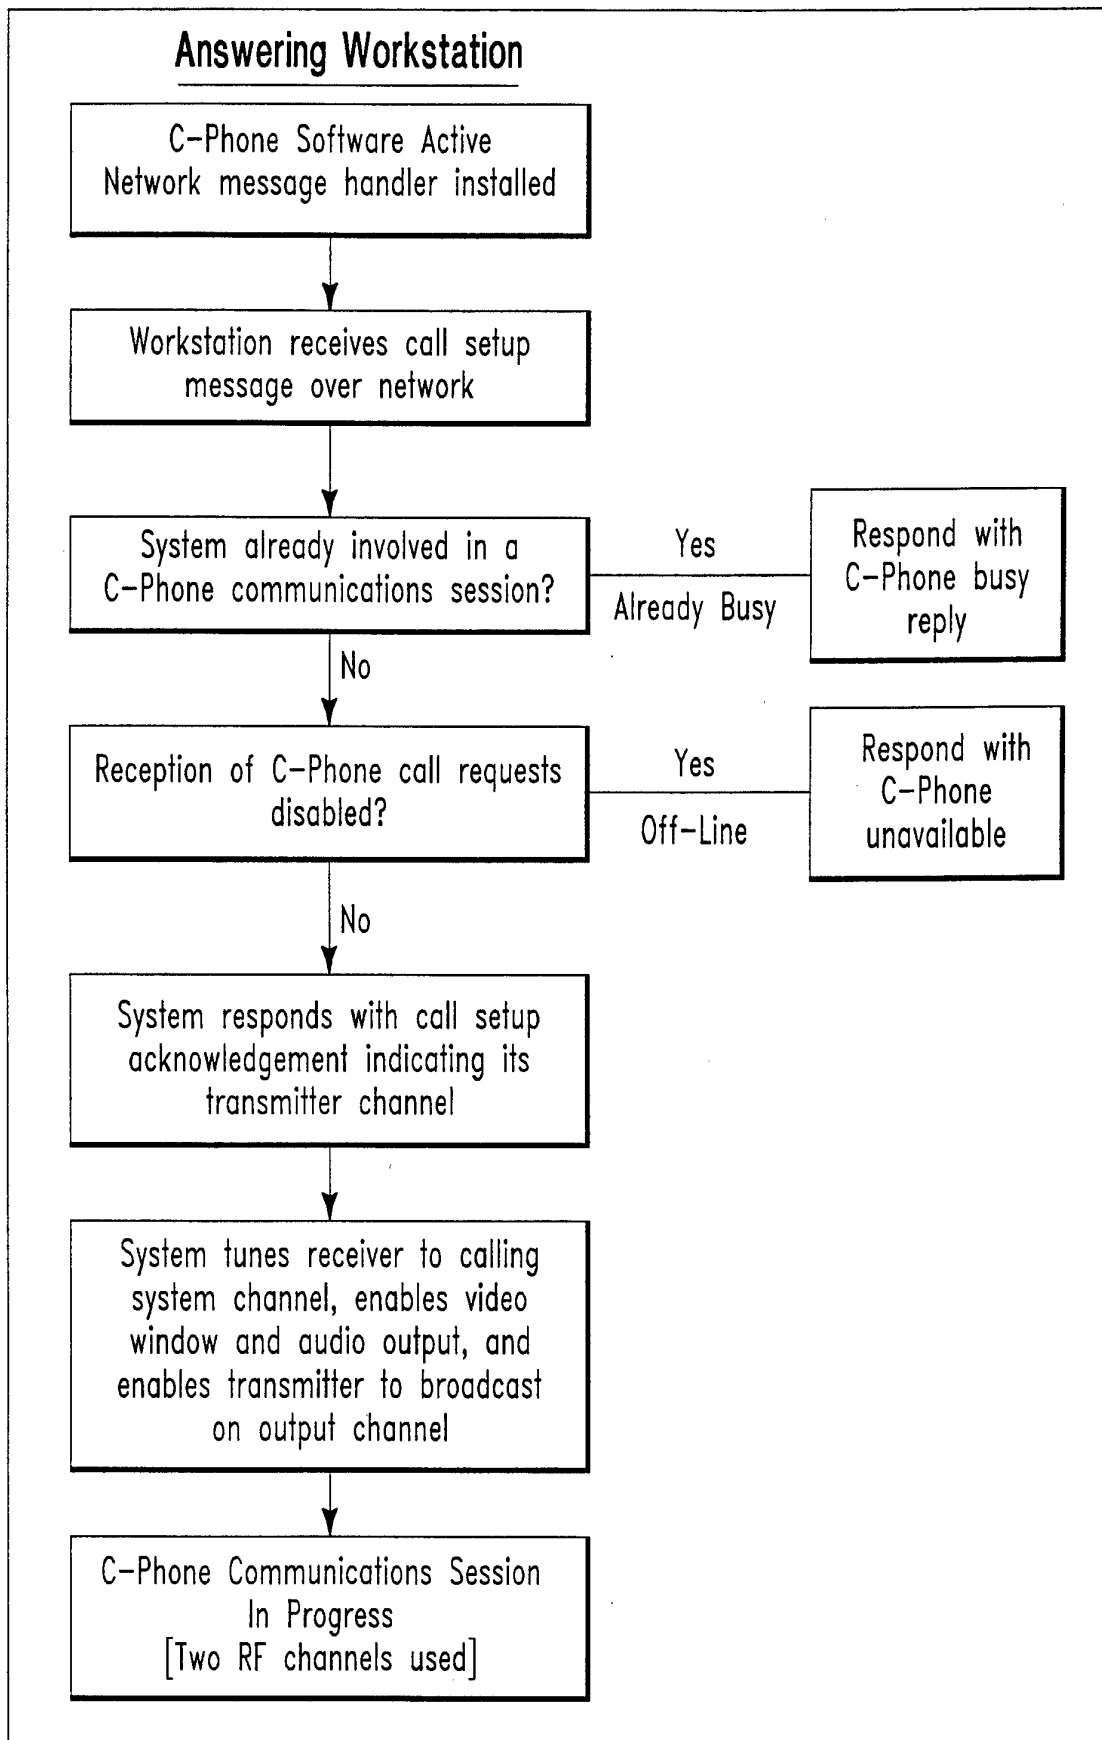 Answering Workstation
C-Phone Software Active
Network message handler installed
Workstation receives call setup
message over network
System already involved in a
C-Phone communications session?
Yes
Already Busy
Respond with
C-Phone busy
reply
No
Reception of C-Phone call requests
disabled?
Yes
Off-Line
Respond with
C-Phone
unavailable
No
System responds with call setup
acknowledgement indicating its
transmitter channel
System tunes receiver to calling
system channel, enables video
window and audio output, and
enables transmitter to broadcast
on output channel
C-Phone Communications Session
In Progress
[Two RF channels used]